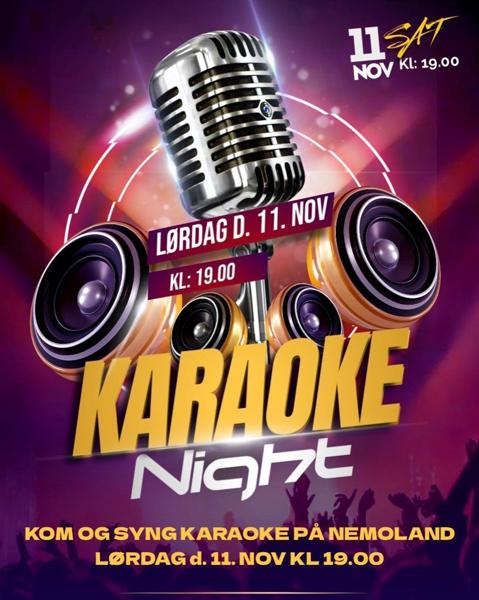 11 SAT
NOV Kl: 19.00
LØRDAG D. 11. NOV
KL: 19.00
KARAOKE
Night
KOM OG SYNG KARAOKE PÅ NEMOLAND
LØRDAG d. 11. NOV KL 19.00